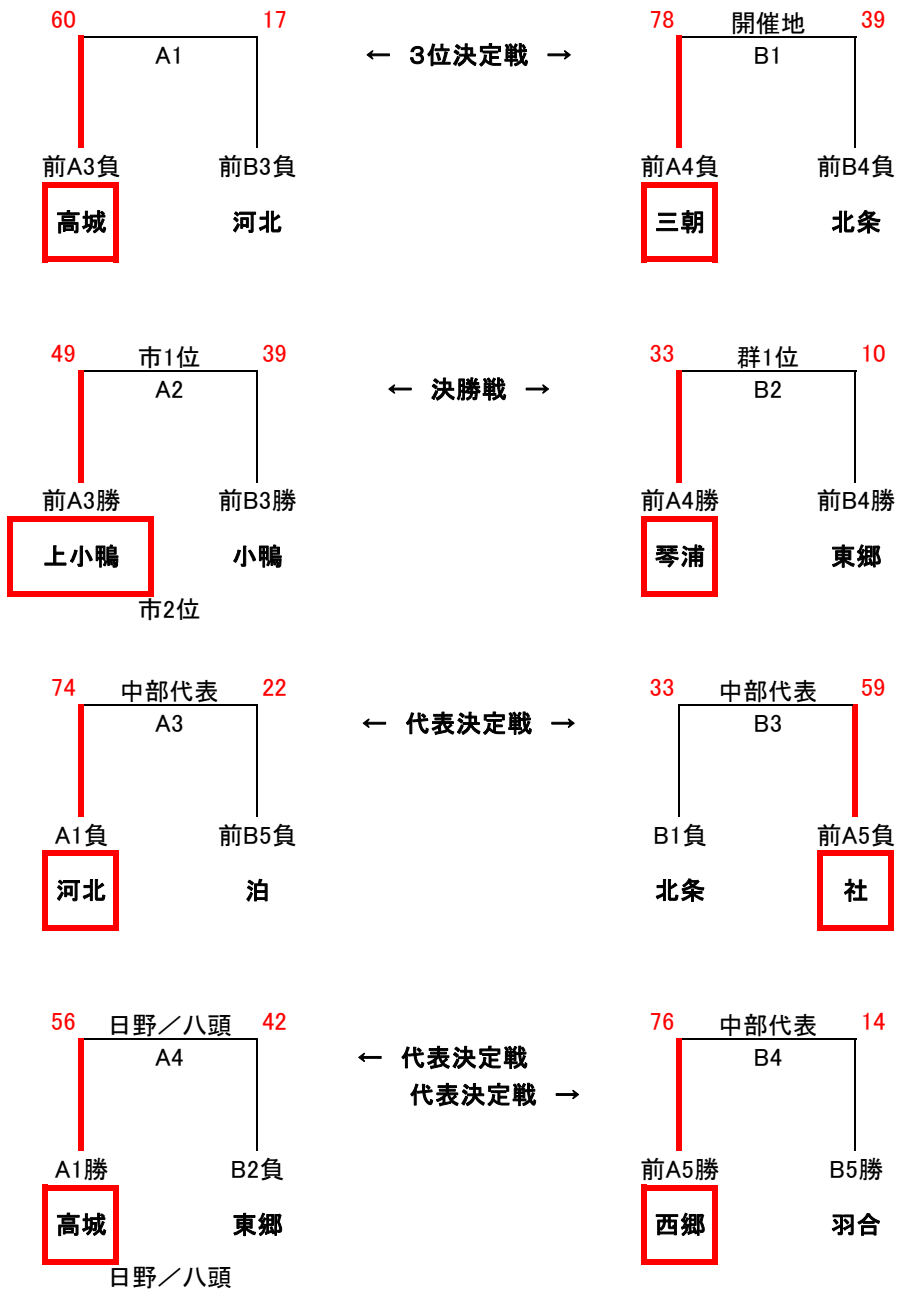 60 17 78 開催地 39
A1 ← 3位決定戦 → B1
前A3負 前B3負 前A4負 前B4負
高城 河北 三朝 北条
49 市1位 39 33 群1位 10
A2 ← 決勝戦 → B2
前A3勝 前B3勝 前A4勝 前B4勝
上小鴨 小鴨 琴浦 東郷
市2位
74 中部代表 22 33 中部代表 59
A3 ← 代表決定戦 → B3
A1負 前B5負 B1負 前A5負
河北 泊 北条 社
56 日野／八頭 42 76 中部代表 14
A4 ← 代表決定戦 B4
代表決定戦 →
A1勝 B2負 前A5勝 B5勝
高城 東郷 西郷 羽合
日野／八頭